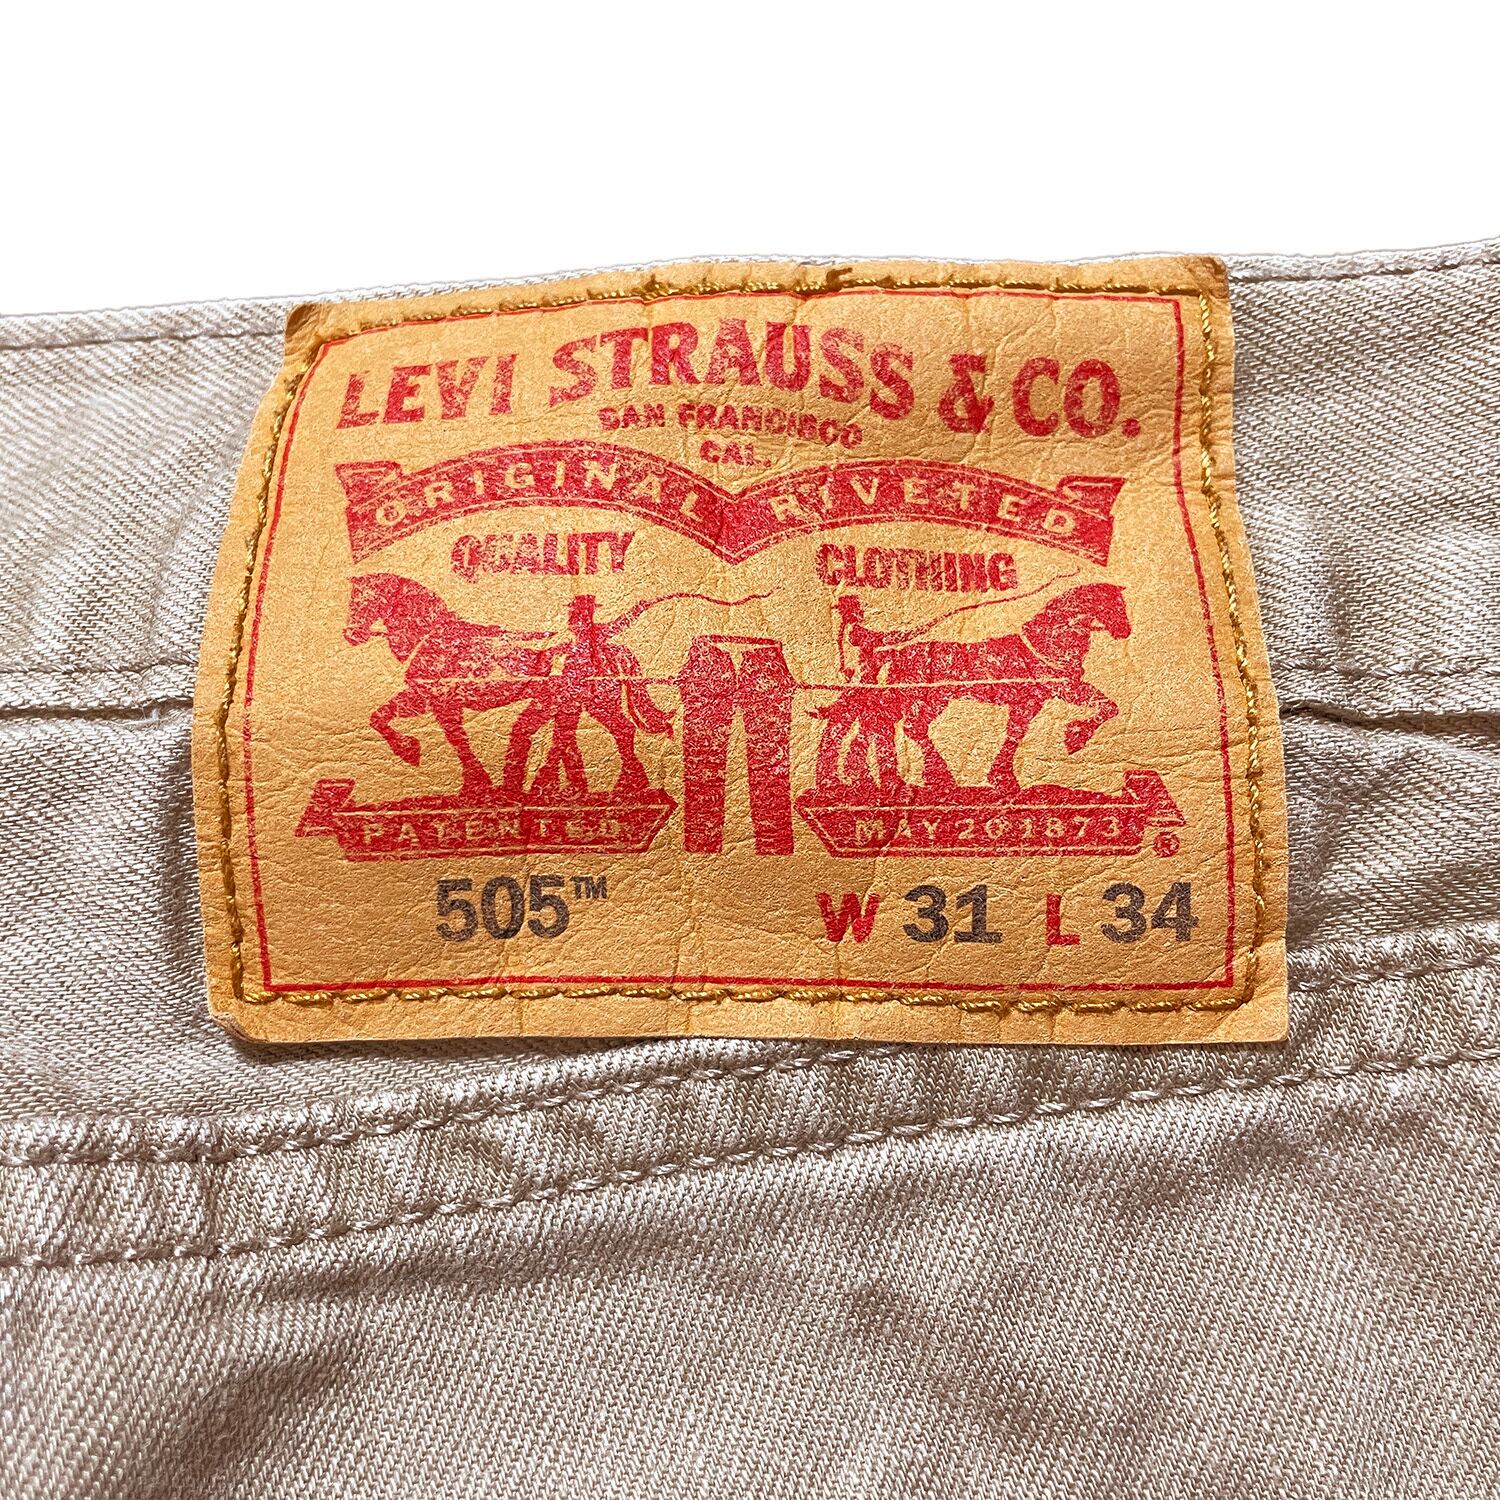 LEVI STRAUSS & CO.
SAN FRANCISCO
CAL.
ORIGINAL RIVETED
QUALITY CLOTHING
PATENTED MAY 20 1873 ®
505™ W 31 L 34